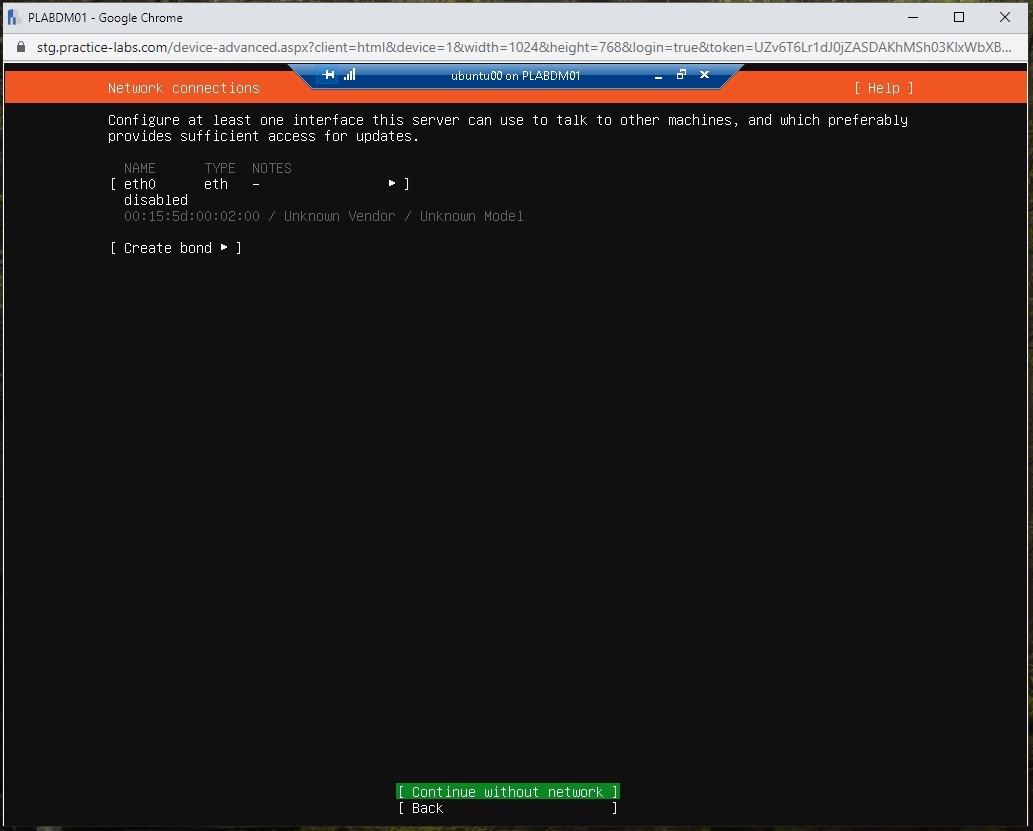 PLABDM01 - Google Chrome
stg.practice-labs.com/device-advanced.aspx?client=html&device=1&width=1024&height=768&login=true&token=UZv6T6Lr1dJ0jZASDAKhMSh03KlxWbXB...
ubuntu00 on PLABDM01
Network connections [ Help ]
Configure at least one interface this server can use to talk to other machines, and which preferably
provides sufficient access for updates.
NAME TYPE NOTES
[ eth0 eth – ▸ ]
disabled
00:15:5d:00:02:00 / Unknown Vendor / Unknown Model
[ Create bond ▸ ]
[ Continue without network ]
[ Back ]